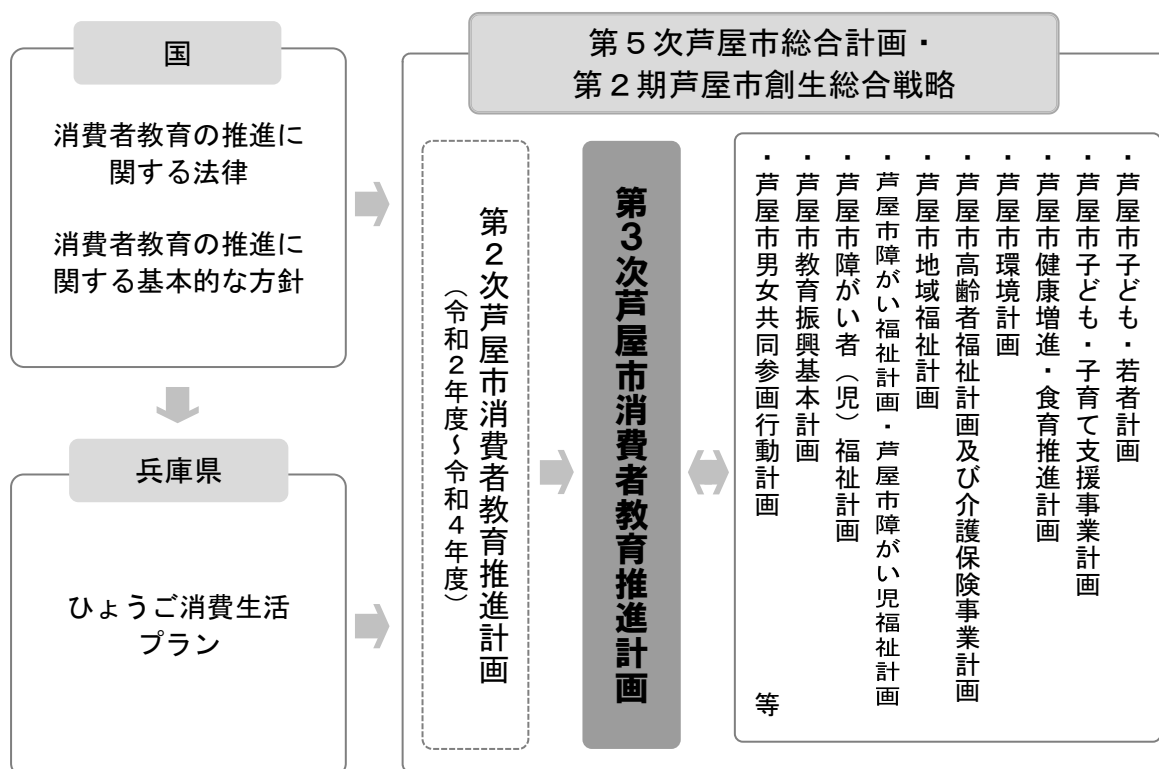 国
消費者教育の推進に
関する法律
消費者教育の推進に
関する基本的な方針
兵庫県
ひょうご消費生活
プラン
第5次芦屋市総合計画・
第2期芦屋市創生総合戦略
第2次芦屋市消費者教育推進計画
（令和2年度～令和4年度）
第3次芦屋市消費者教育推進計画
・芦屋市子ども・若者計画
・芦屋市子ども・子育て支援事業計画
・芦屋市健康増進・食育推進計画
・芦屋市環境計画
・芦屋市高齢者福祉計画及び介護保険事業計画
・芦屋市地域福祉計画
・芦屋市障がい福祉計画・芦屋市障がい児福祉計画
・芦屋市障がい者（児）福祉計画
・芦屋市教育振興基本計画
・芦屋市男女共同参画行動計画　等